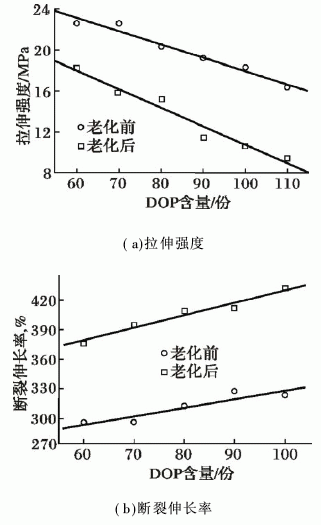 24
20
16
12
8
拉伸强度/MPa
老化前
老化后
60 70 80 90 100 110
DOP含量/份
(a)拉伸强度
420
390
360
330
300
270
断裂伸长率,%
老化前
老化后
60 70 80 90 100
DOP含量/份
(b)断裂伸长率